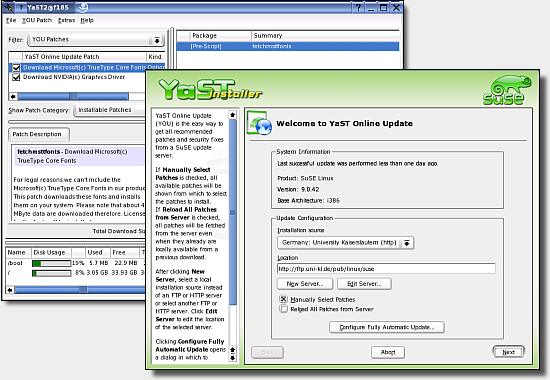 YaST2@f185
File YOU Patch Extras Help
Filter: YOU Patches
YaST Online Update Patch Kind
Download Microsoft(c) TrueType Core Fonts Option
Download NVIDIA(c) Graphics Driver
Show Patch Category: Installable Patches
Patch Description
fetchmsttfonts - Download Microsoft(c)
TrueType Core Fonts
For legal reasons we can't include the
Microsoft(c) TrueType Core Fonts in our produc
This patch downloads these fonts and installs
them on your system. Please note that about 4
MByte data are downloaded therefore. License
Total Download Size
Name Disk Usage Used Free Tot
/boot 19% 5.7 MB 22.9 MB
/ 8% 3.05 GB 33.93 GB
Package Summary
[Pre-Script] fetchmsttfonts
YaST
Installer
SuSE
YaST Online Update
(YOU) is the easy way to
get all recommended
patches and security
fixes from a SuSE update
server.
If Manually Select
Patches is checked, all
available patches will be
shown from which to select
the patches to install.
If Reload All Patches
from Server is checked,
all patches will be fetched
from the server even
when they already are
locally available from a
previous download.
After clicking New
Server, select a local
installation source instead
of an FTP or HTTP server
or select another FTP or
HTTP server. Click Edit
Server to edit the location
of the selected server.
Clicking Configure Fully
Automatic Update opens
a dialog in which to
Welcome to YaST Online Update
System Information
Last successful update was performed less than one day ago.
Product: SuSE Linux
Version: 9.0.42
Base Architecture: i386
Update Configuration
Installation source
Germany: University Kaiserslautern (http)
Location
http://ftp.uni-kl.de/pub/linux/suse
New Server... Edit Server...
Manually Select Patches
Reload All Patches from Server
Configure Fully Automatic Update...
Back Abort Next